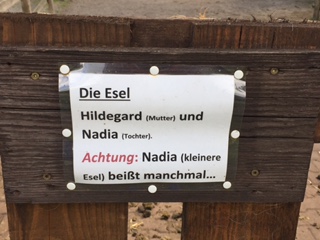 Die Esel
Hildegard (Mutter) und
Nadia (Tochter).
Achtung: Nadia (kleinere
Esel) beißt manchmal...